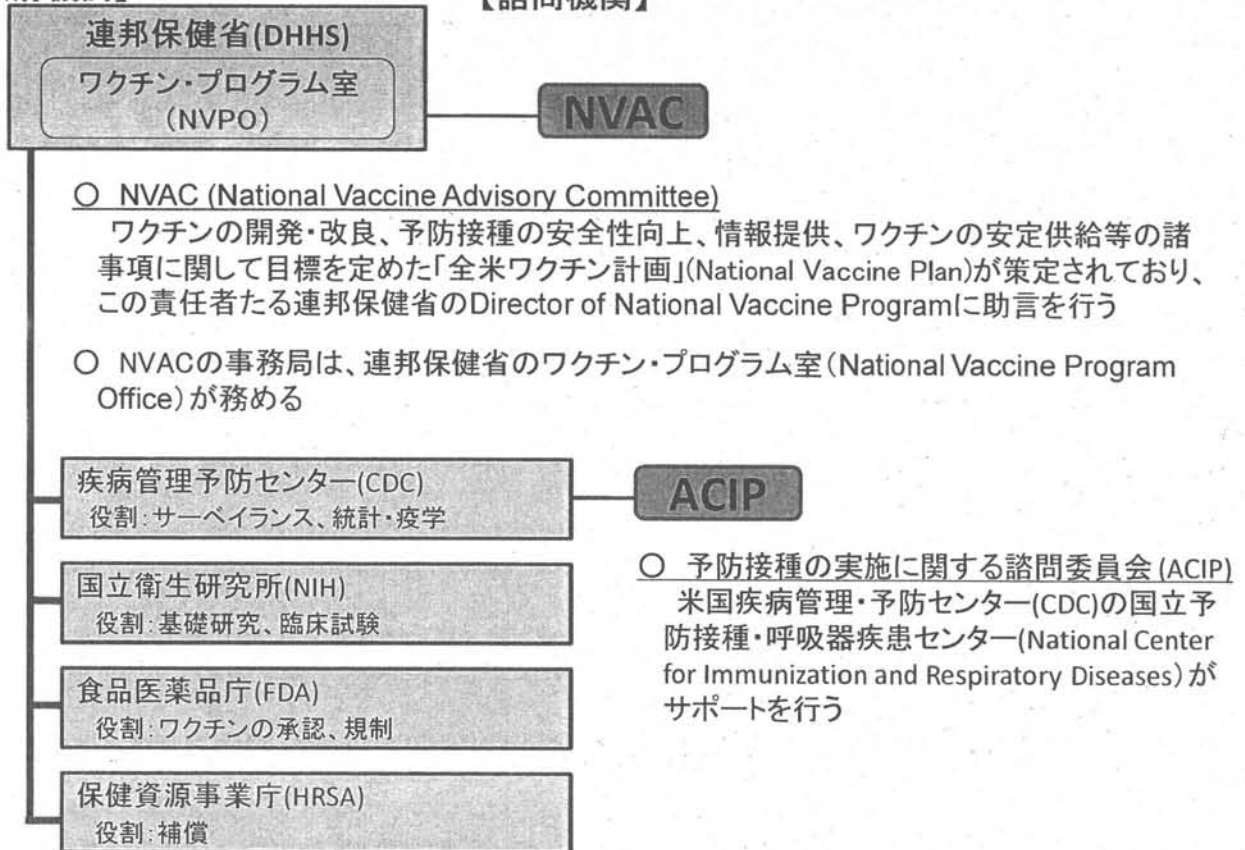 【諮問機関】
連邦保健省(DHHS)
ワクチン・プログラム室
(NVPO)
NVAC
○ NVAC (National Vaccine Advisory Committee)
ワクチンの開発・改良、予防接種の安全性向上、情報提供、ワクチンの安定供給等の諸
事項に関して目標を定めた「全米ワクチン計画」(National Vaccine Plan)が策定されており、
この責任者たる連邦保健省のDirector of National Vaccine Programに助言を行う
○ NVACの事務局は、連邦保健省のワクチン・プログラム室(National Vaccine Program
Office)が務める
疾病管理予防センター(CDC)
役割:サーベイランス、統計・疫学
ACIP
国立衛生研究所(NIH)
役割:基礎研究、臨床試験
食品医薬品庁(FDA)
役割:ワクチンの承認、規制
保健資源事業庁(HRSA)
役割:補償
○ 予防接種の実施に関する諮問委員会(ACIP)
米国疾病管理・予防センター(CDC)の国立予
防接種・呼吸器疾患センター(National Center
for Immunization and Respiratory Diseases)が
サポートを行う